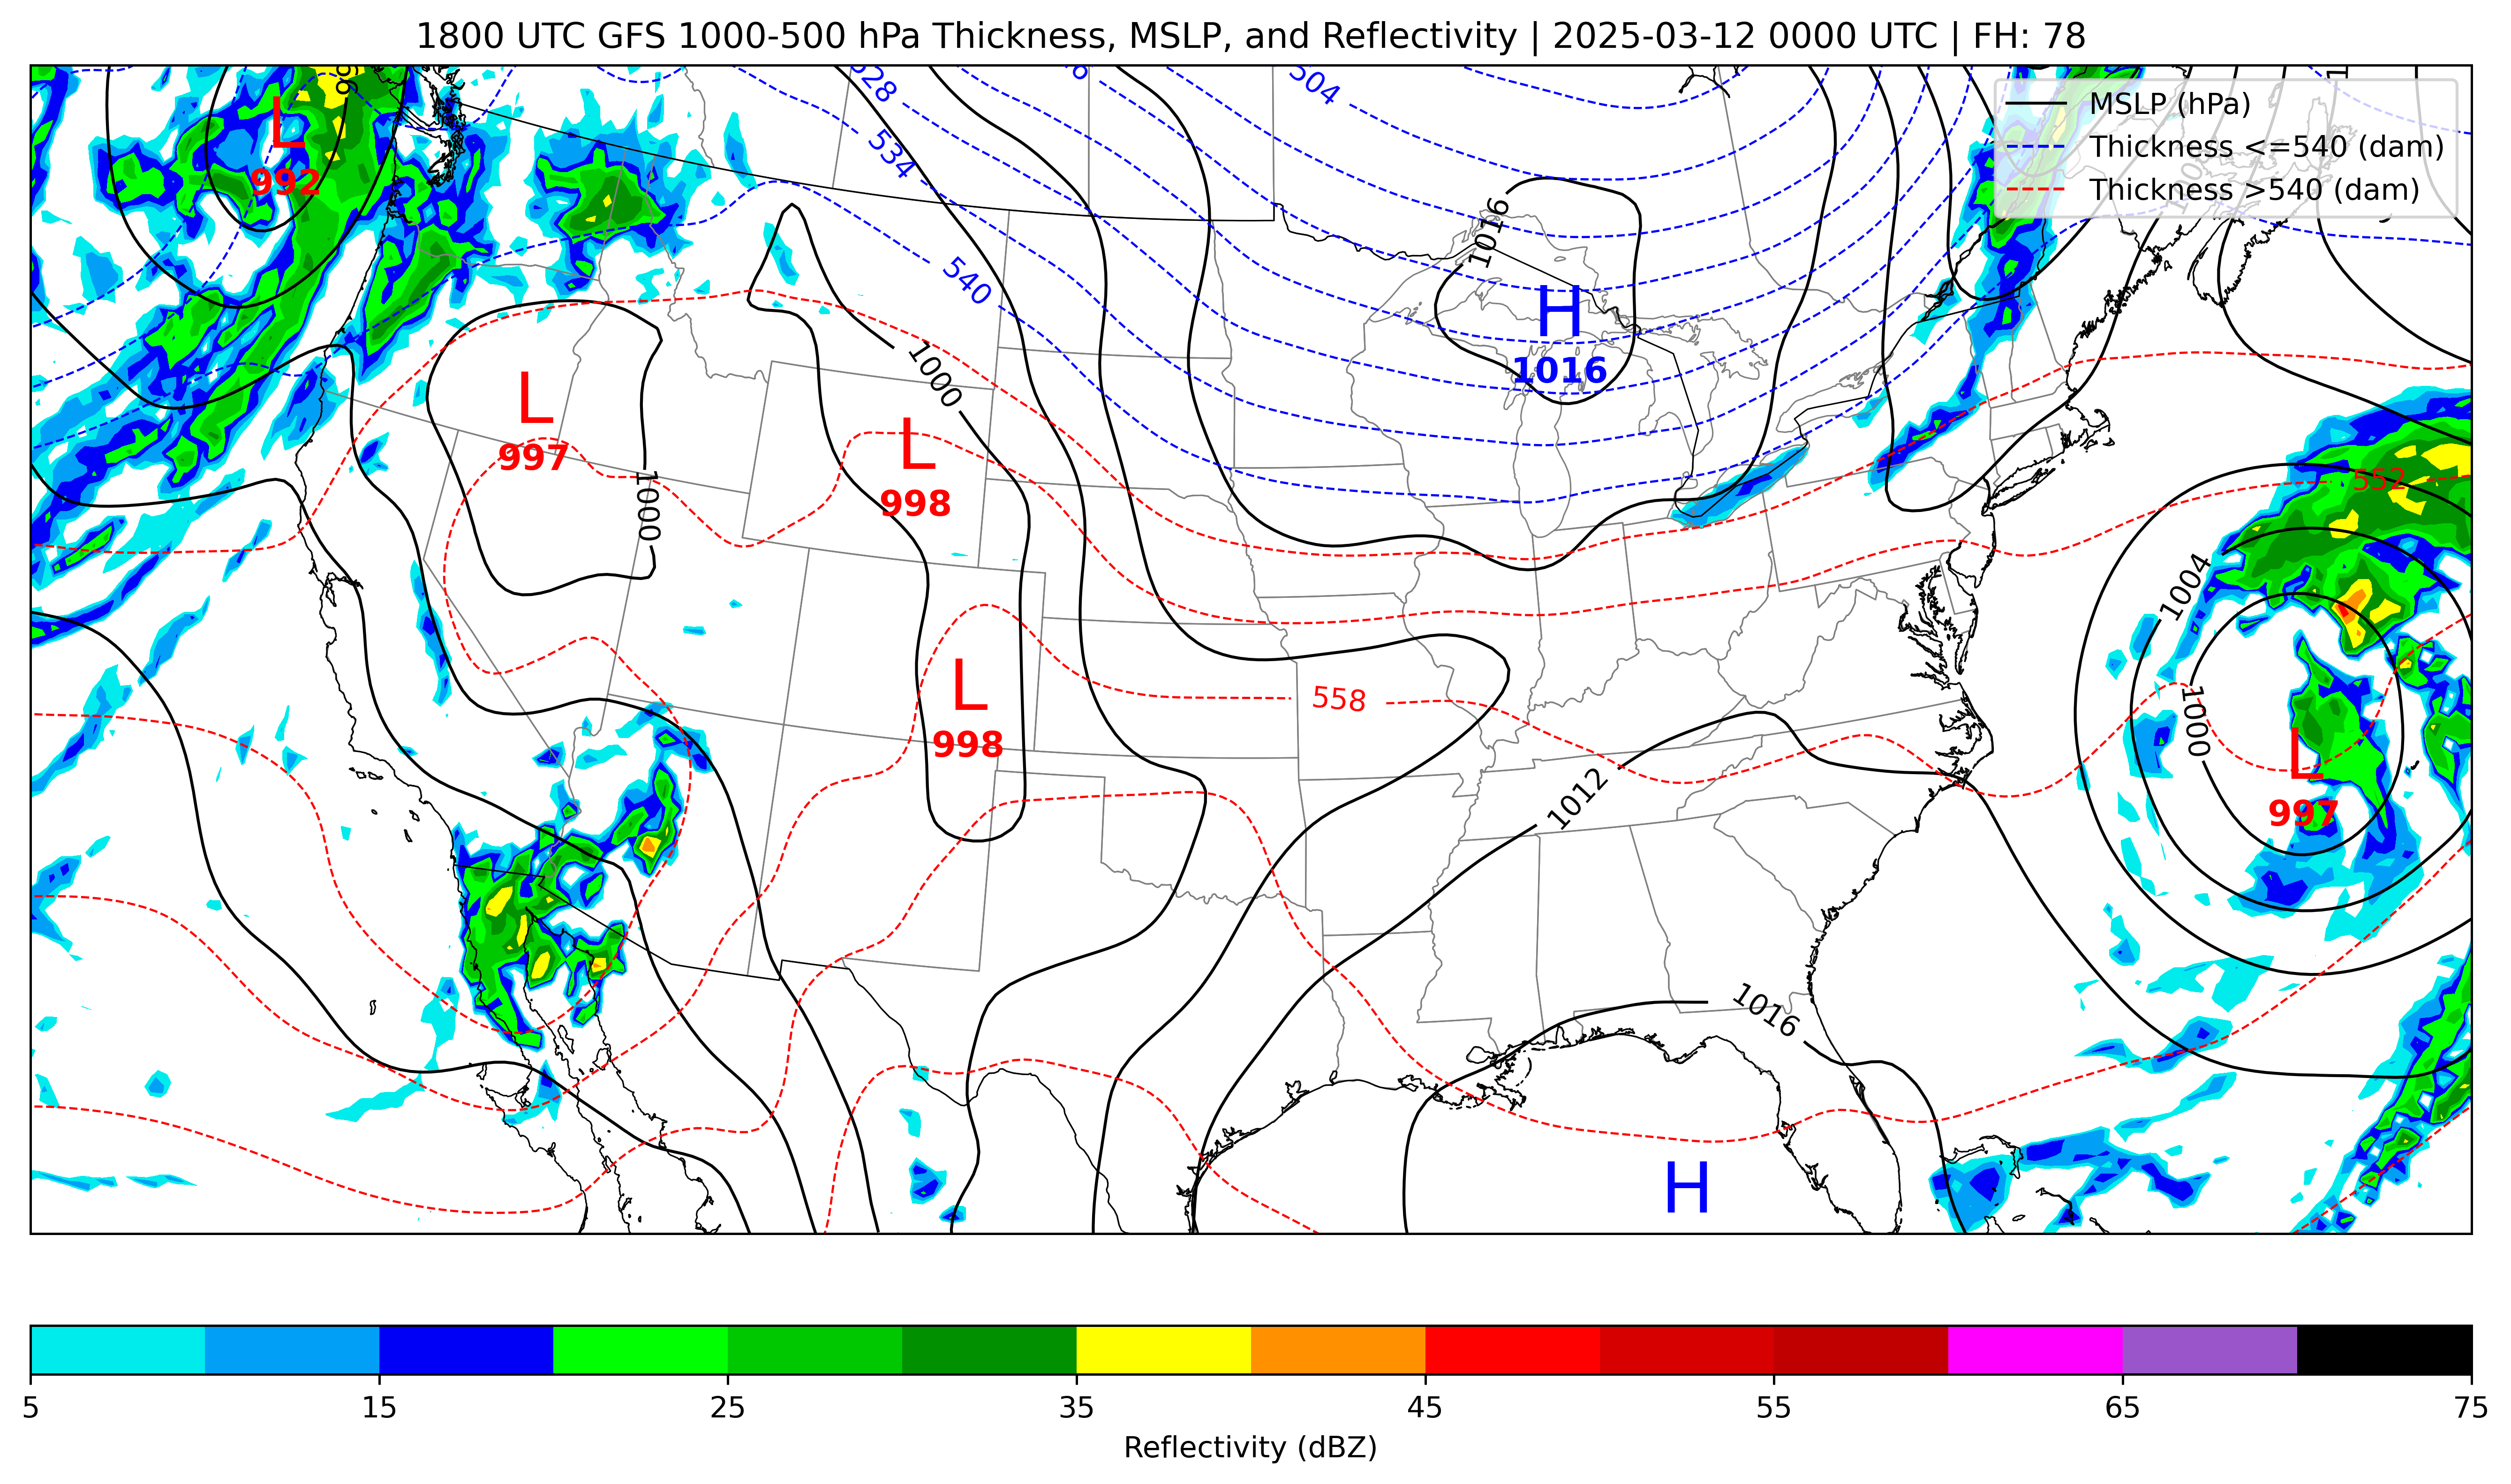 1800 UTC GFS 1000-500 hPa Thickness, MSLP, and Reflectivity | 2025-03-12 0000 UTC | FH: 78
MSLP (hPa)
Thickness <=540 (dam)
Thickness >540 (dam)
528
504
534
540
1016
L
992
H
1016
1000
L
997
L
998
1000
552
1004
L
998
558
1000
L
997
1012
1016
H
5 15 25 35 45 55 65 75
Reflectivity (dBZ)